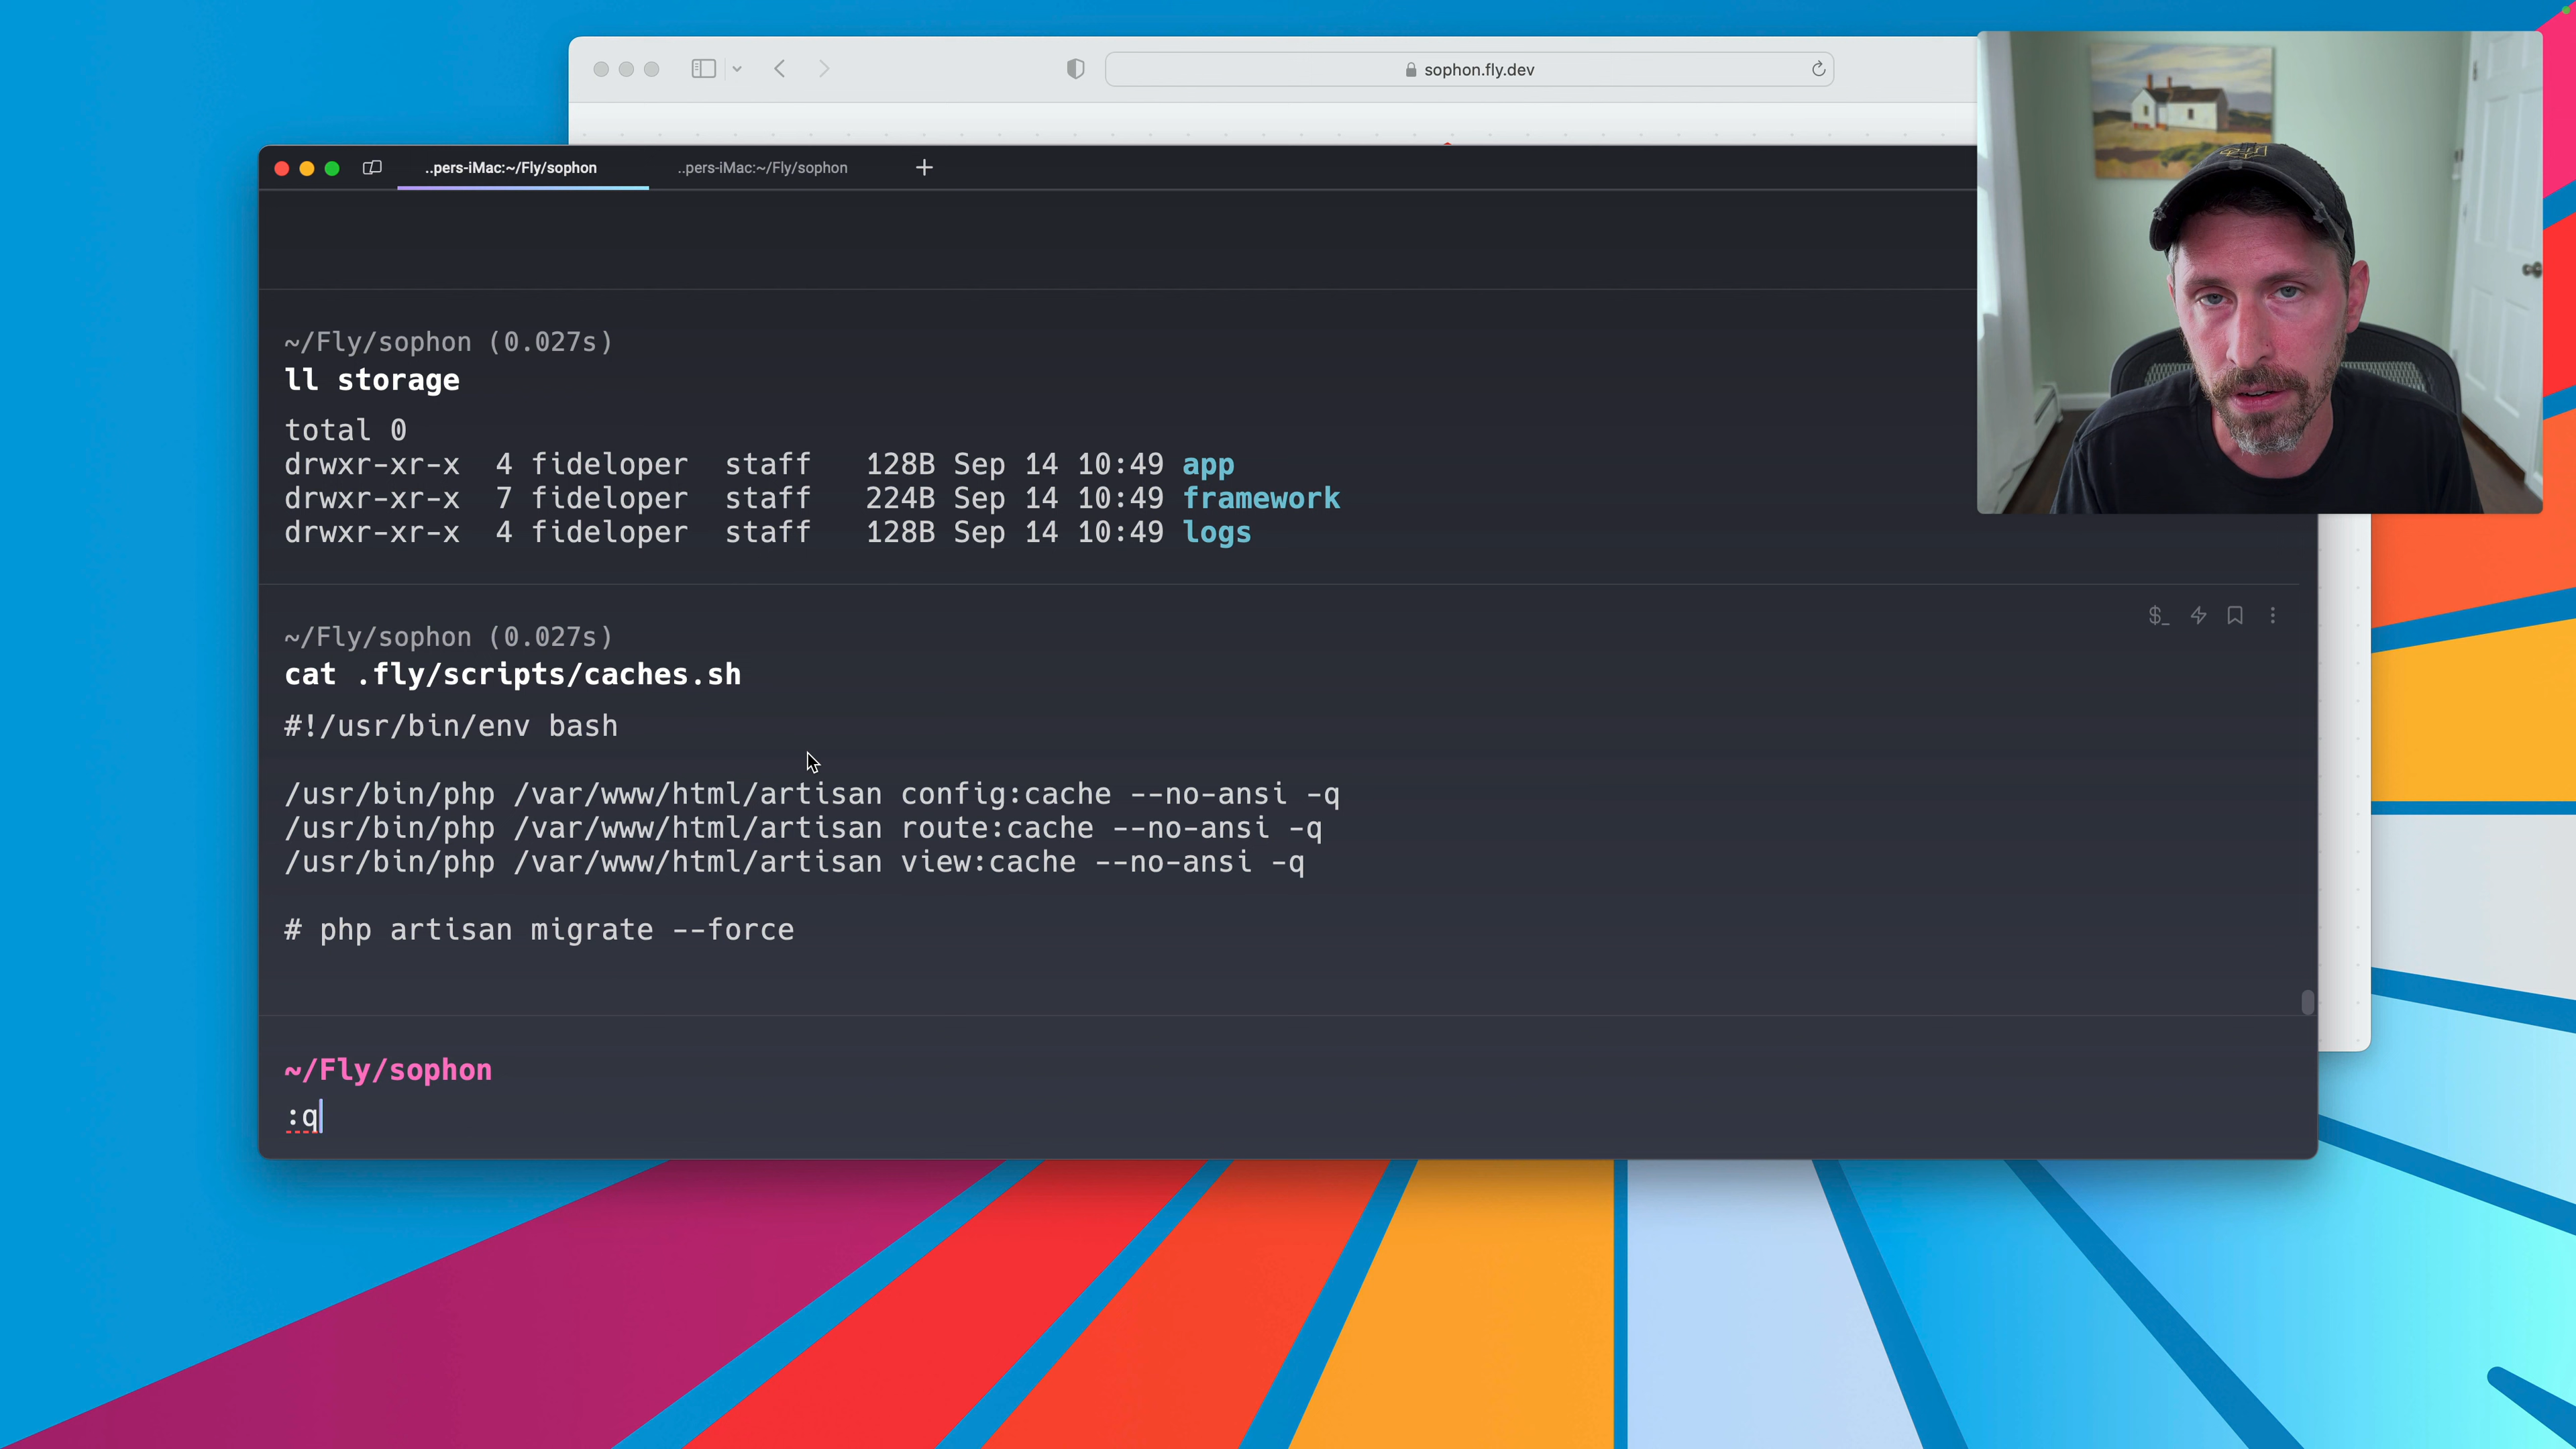 sophon.fly.dev
..pers-iMac:~/Fly/sophon
..pers-iMac:~/Fly/sophon
~/Fly/sophon (0.027s)
ll storage
total 0
drwxr-xr-x  4 fideloper  staff   128B Sep 14 10:49 app
drwxr-xr-x  7 fideloper  staff   224B Sep 14 10:49 framework
drwxr-xr-x  4 fideloper  staff   128B Sep 14 10:49 logs
~/Fly/sophon (0.027s)
cat .fly/scripts/caches.sh
#!/usr/bin/env bash
/usr/bin/php /var/www/html/artisan config:cache --no-ansi -q
/usr/bin/php /var/www/html/artisan route:cache --no-ansi -q
/usr/bin/php /var/www/html/artisan view:cache --no-ansi -q
# php artisan migrate --force
~/Fly/sophon
:q